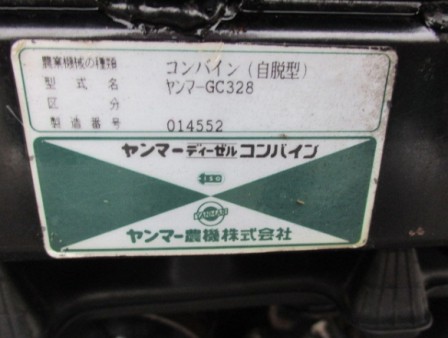 農業機械の種類 コンバイン(自脱型)
型式名 ヤンマーGC328
区分
製造番号 014552
ヤンマーディーゼルコンバイン
YANMAR
ヤンマー農機株式会社